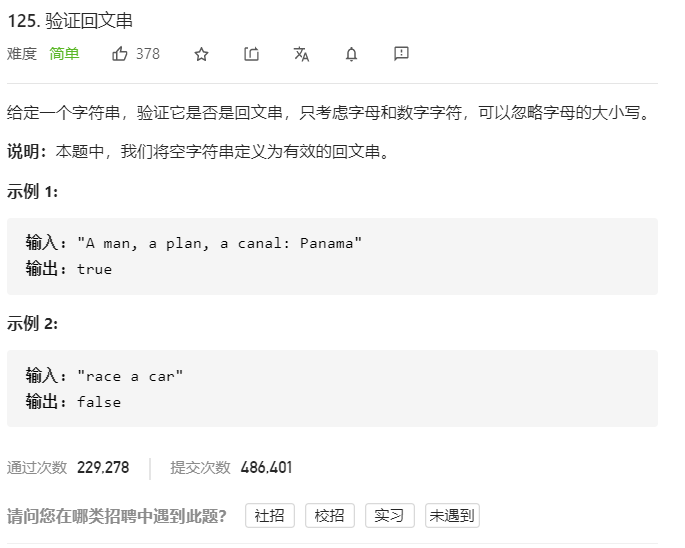 125. 验证回文串
难度 简单 378
给定一个字符串，验证它是否是回文串，只考虑字母和数字字符，可以忽略字母的大小写。
说明：本题中，我们将空字符串定义为有效的回文串。
示例 1:
输入: "A man, a plan, a canal: Panama"
输出: true
示例 2:
输入: "race a car"
输出: false
通过次数 229,278 提交次数 486,401
请问您在哪类招聘中遇到此题？ 社招 校招 实习 未遇到